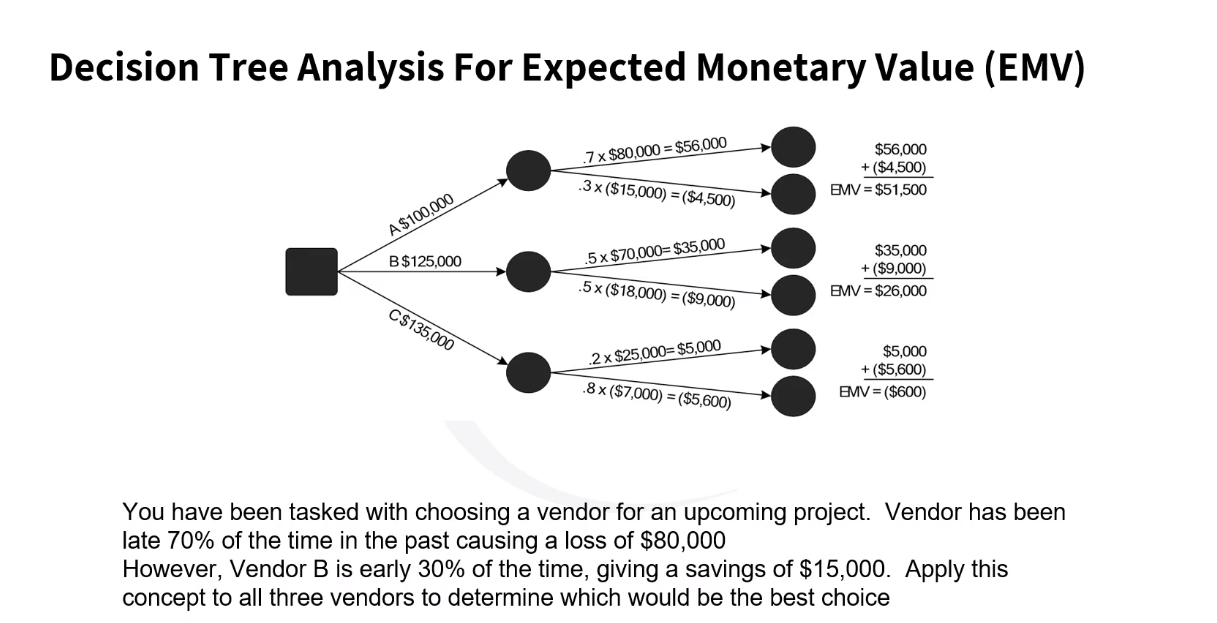 Decision Tree Analysis For Expected Monetary Value (EMV)
A $100,000
B $125,000
C $135,000
.7 x $80,000 = $56,000
.3 x ($15,000) = ($4,500)
$56,000
+ ($4,500)
EMV = $51,500
.5 x $70,000= $35,000
.5 x ($18,000) = ($9,000)
$35,000
+ ($9,000)
EMV = $26,000
.2 x $25,000= $5,000
.8 x ($7,000) = ($5,600)
$5,000
+ ($5,600)
EMV = ($600)
You have been tasked with choosing a vendor for an upcoming project.  Vendor has been
late 70% of the time in the past causing a loss of $80,000
However, Vendor B is early 30% of the time, giving a savings of $15,000.  Apply this
concept to all three vendors to determine which would be the best choice